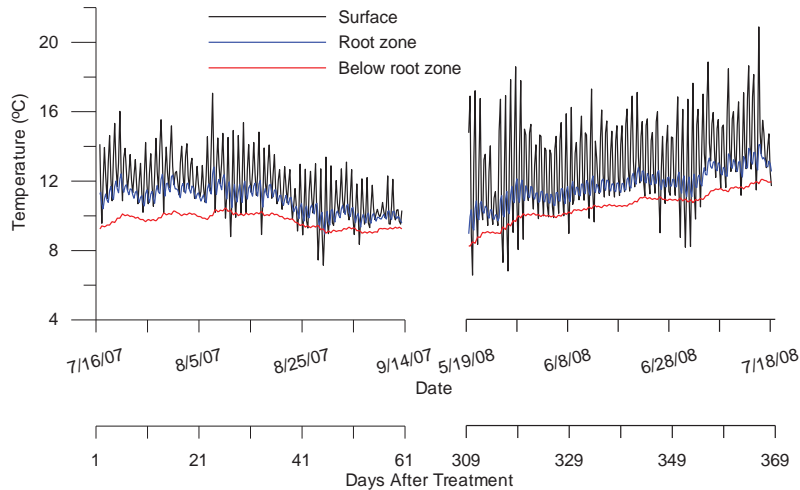 Surface
Root zone
Below root zone
Temperature (ºC)
20
16
12
8
4
7/16/07 8/5/07 8/25/07 9/14/07 5/19/08 6/8/08 6/28/08 7/18/08
Date
1 21 41 61 309 329 349 369
Days After Treatment